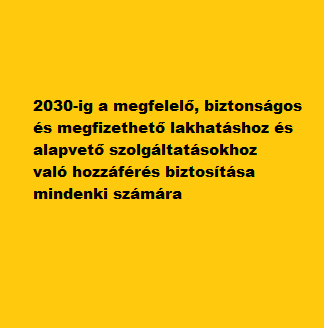 2030-ig a megfelelő, biztonságos
és megfizethető lakhatáshoz és
alapvető szolgáltatásokhoz
való hozzáférés biztosítása
mindenki számára